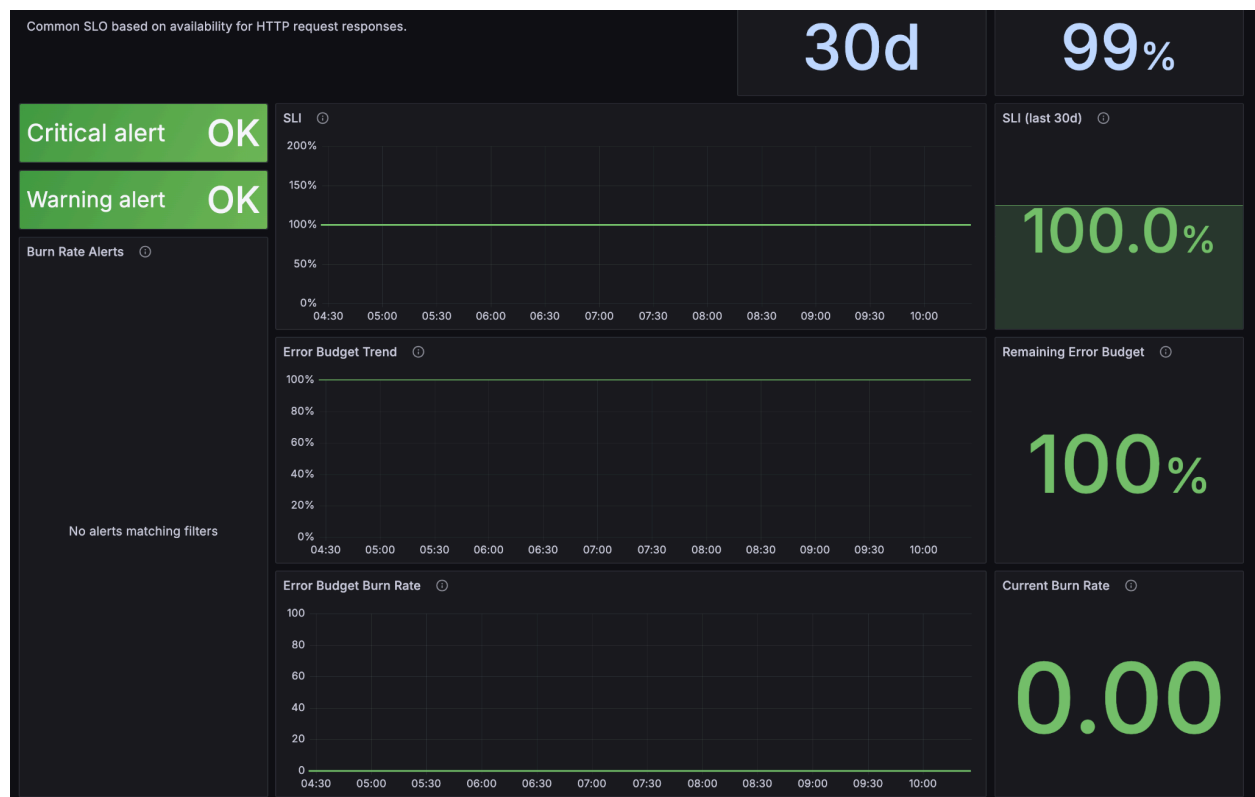 Common SLO based on availability for HTTP request responses.
30d
99%
Critical alert OK
Warning alert OK
Burn Rate Alerts
No alerts matching filters
SLI
200%
150%
100%
50%
0%
04:30 05:00 05:30 06:00 06:30 07:00 07:30 08:00 08:30 09:00 09:30 10:00
SLI (last 30d)
100.0%
Error Budget Trend
100%
80%
60%
40%
20%
0%
04:30 05:00 05:30 06:00 06:30 07:00 07:30 08:00 08:30 09:00 09:30 10:00
Remaining Error Budget
100%
Error Budget Burn Rate
100
80
60
40
20
0
04:30 05:00 05:30 06:00 06:30 07:00 07:30 08:00 08:30 09:00 09:30 10:00
Current Burn Rate
0.00